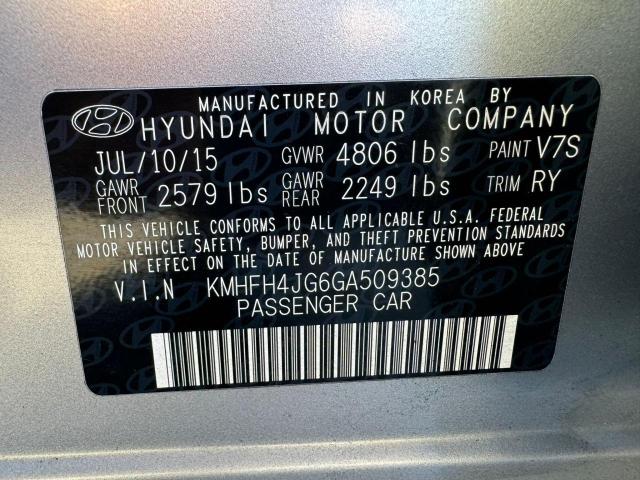 MANUFACTURED IN KOREA BY
HYUNDAI MOTOR COMPANY
JUL/10/15 GVWR 4806 lbs PAINT V7S
GAWR FRONT 2579 lbs GAWR REAR 2249 lbs TRIM RY
THIS VEHICLE CONFORMS TO ALL APPLICABLE U.S.A. FEDERAL
MOTOR VEHICLE SAFETY, BUMPER, AND THEFT PREVENTION STANDARDS
IN EFFECT ON THE DATE OF MANUFACTURE SHOWN ABOVE
V.I.N KMHFH4JG6GA509385
PASSENGER CAR